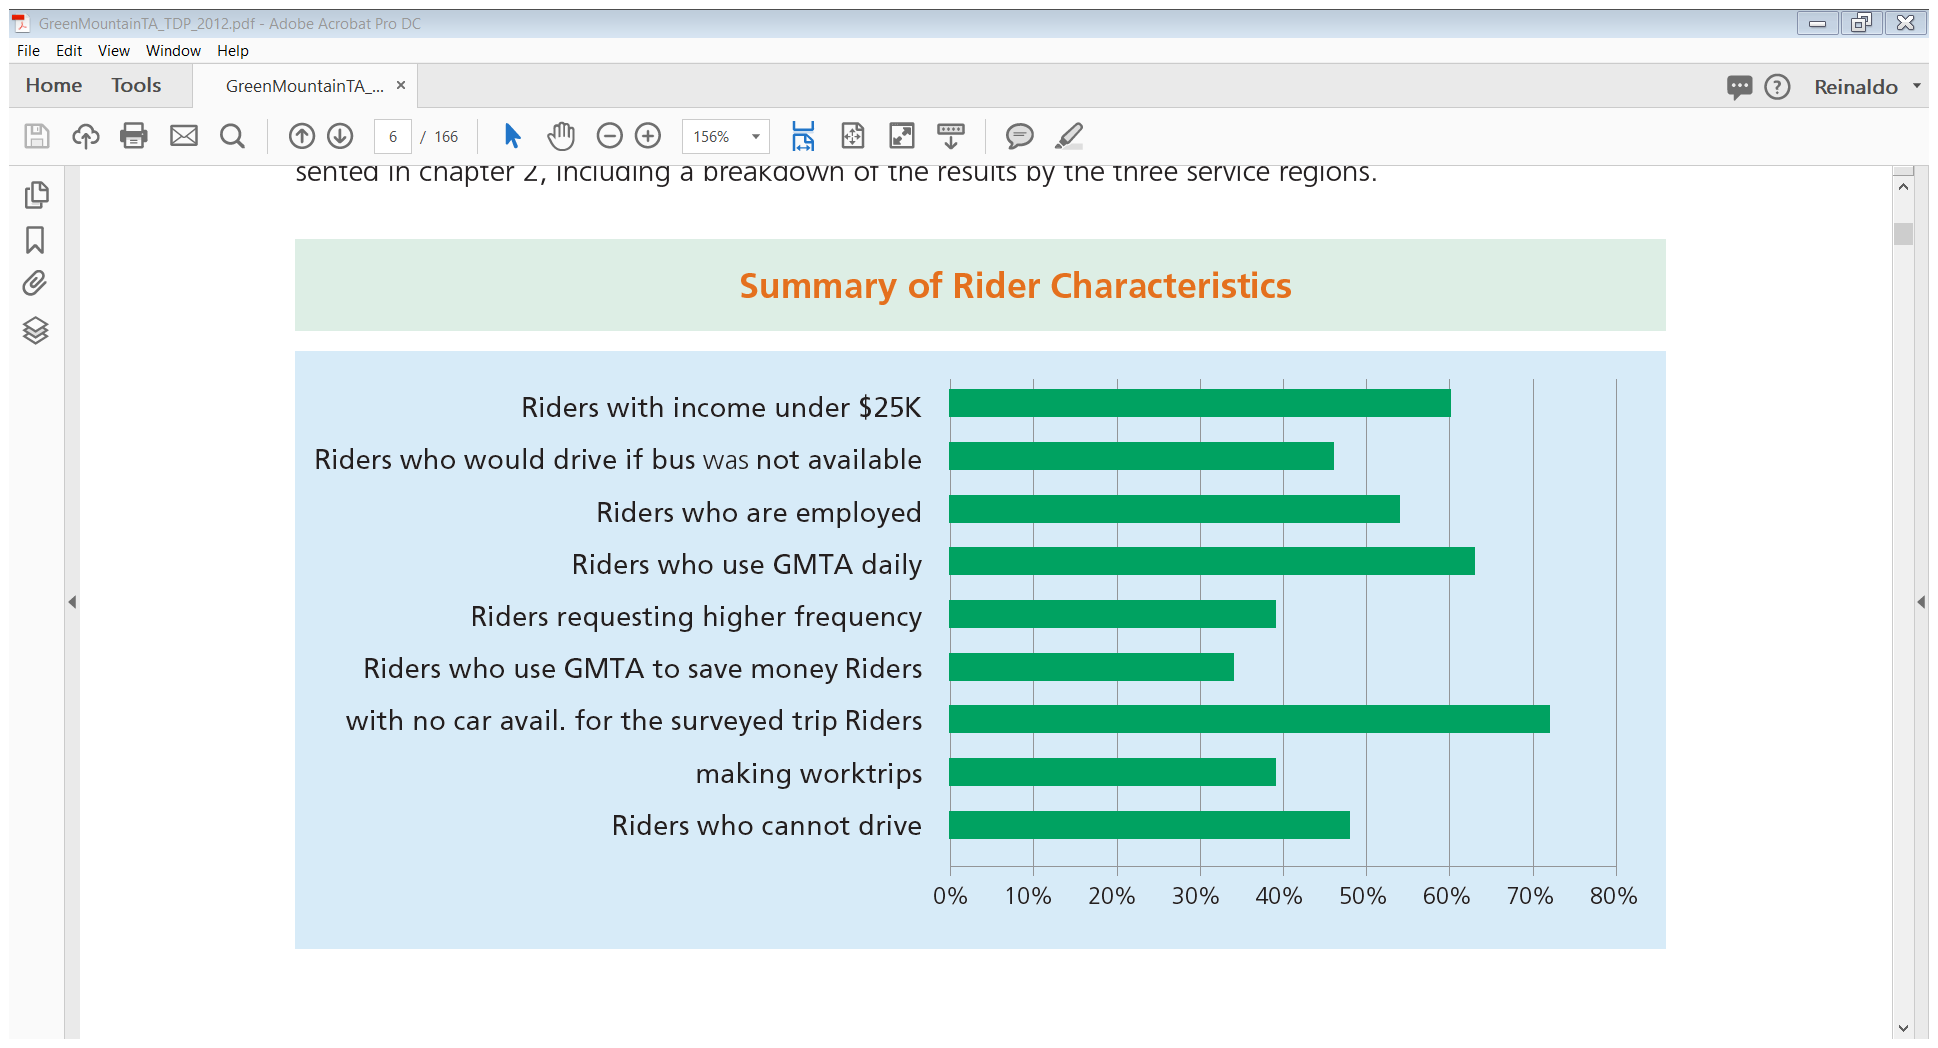 GreenMountainTA_TDP_2012.pdf - Adobe Acrobat Pro DC
File Edit View Window Help
Home Tools GreenMountainTA_... × Reinaldo
6 / 166 156%
sented in chapter 2, including a breakdown of the results by the three service regions.
Summary of Rider Characteristics
Riders with income under $25K
Riders who would drive if bus was not available
Riders who are employed
Riders who use GMTA daily
Riders requesting higher frequency
Riders who use GMTA to save money Riders
with no car avail. for the surveyed trip Riders
making worktrips
Riders who cannot drive
0% 10% 20% 30% 40% 50% 60% 70% 80%